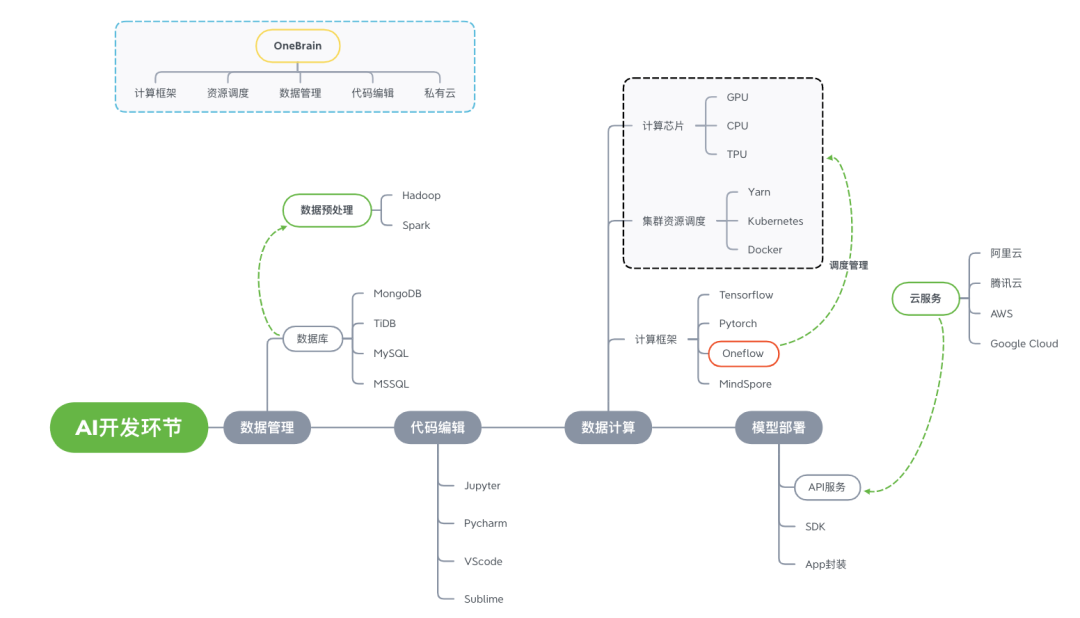 OneBrain
计算框架
资源调度
数据管理
代码编辑
私有云
计算芯片
GPU
CPU
TPU
集群资源调度
Yarn
Kubernetes
Docker
数据预处理
Hadoop
Spark
调度管理
云服务
阿里云
腾讯云
AWS
Google Cloud
数据库
MongoDB
TiDB
MySQL
MSSQL
计算框架
Tensorflow
Pytorch
Oneflow
MindSpore
AI开发环节
数据管理
代码编辑
数据计算
模型部署
Jupyter
Pycharm
VScode
Sublime
API服务
SDK
App封装